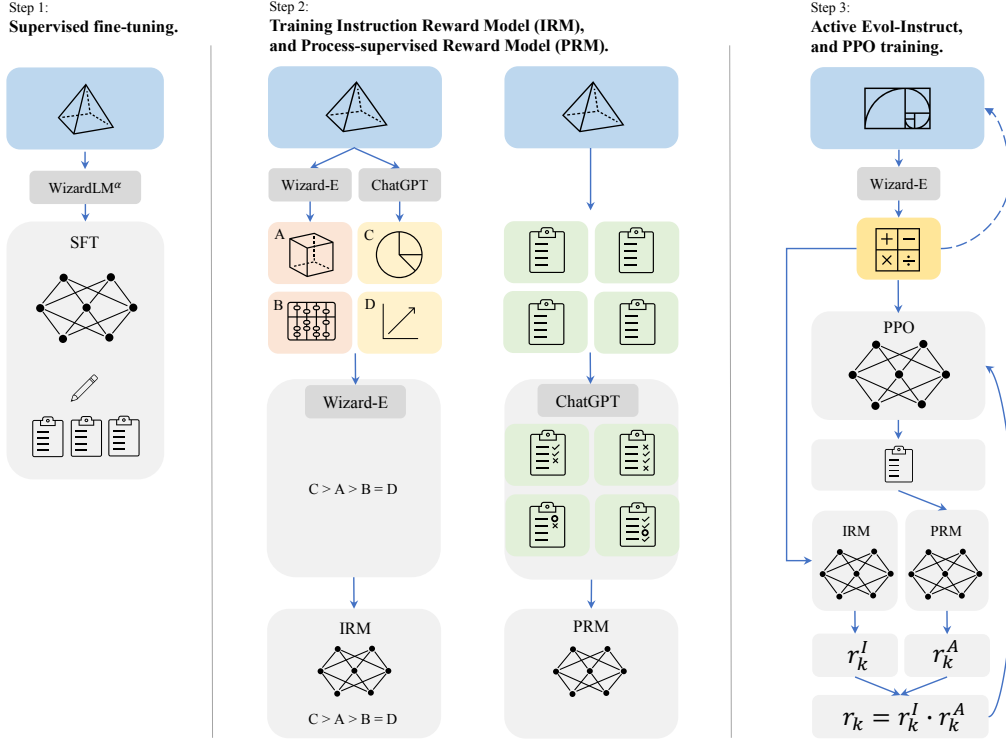 Step 1:
Supervised fine-tuning.
WizardLMᵅ
SFT
Step 2:
Training Instruction Reward Model (IRM),
and Process-supervised Reward Model (PRM).
Wizard-E
ChatGPT
A
C
B
D
Wizard-E
C > A > B = D
IRM
C > A > B = D
ChatGPT
PRM
Step 3:
Active Evol-Instruct,
and PPO training.
Wizard-E
+ −
× ÷
PPO
IRM
PRM
$r_k^I$
$r_k^A$
$r_k = r_k^I \cdot r_k^A$